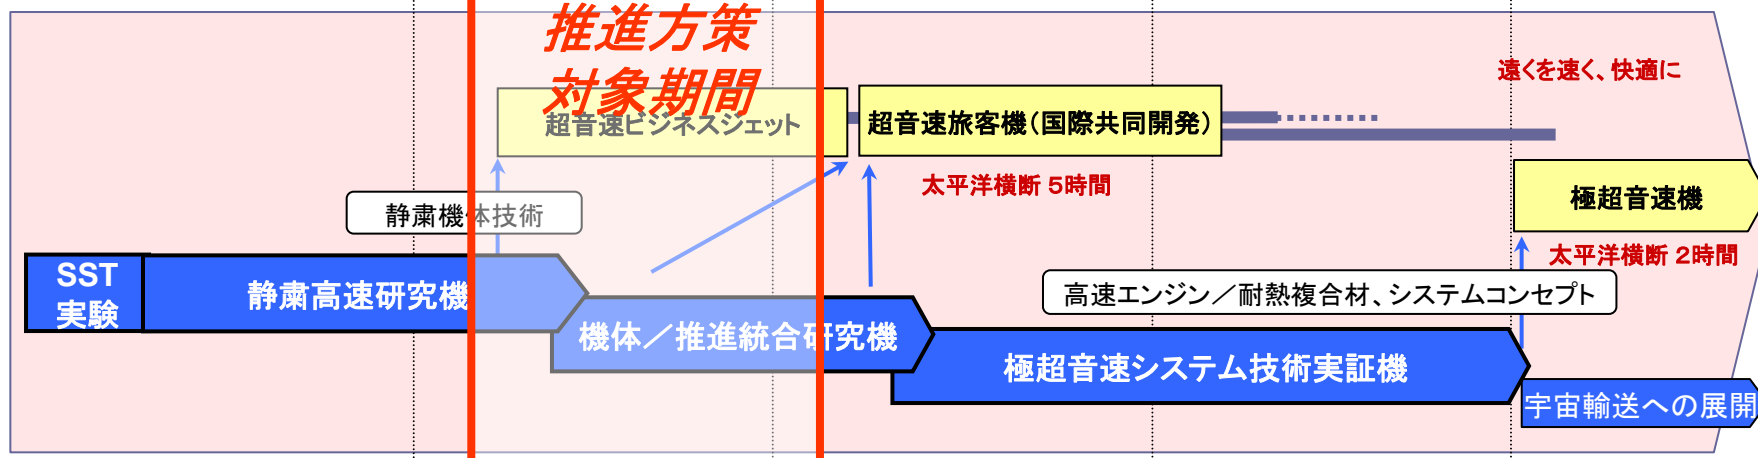 推進方策
対象期間
遠くを速く、快適に
超音速ビジネスジェット
超音速旅客機(国際共同開発)
太平洋横断 5時間
極超音速機
太平洋横断 2時間
静粛機体技術
SST
実験
静粛高速研究機
機体／推進統合研究機
高速エンジン／耐熱複合材、システムコンセプト
極超音速システム技術実証機
宇宙輸送への展開